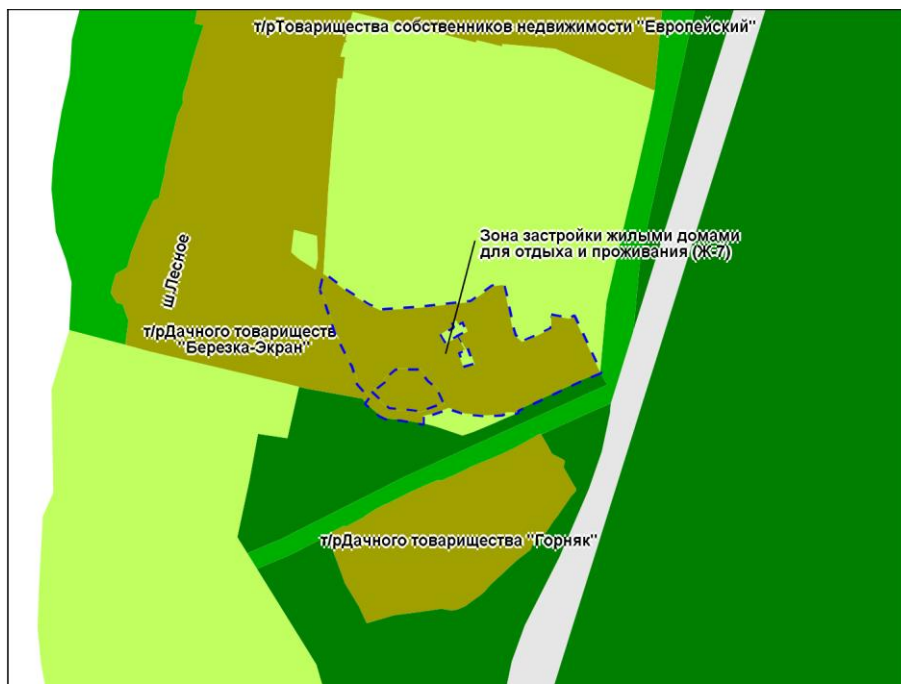 т/рТоварищества собственников недвижимости "Европейский"
Зона застройки жилыми домами
для отдыха и проживания (Ж-7)
ш.Лесное
т/рДачного товариществ
"Березка-Экран"
т/рДачного товарищества "Горняк"